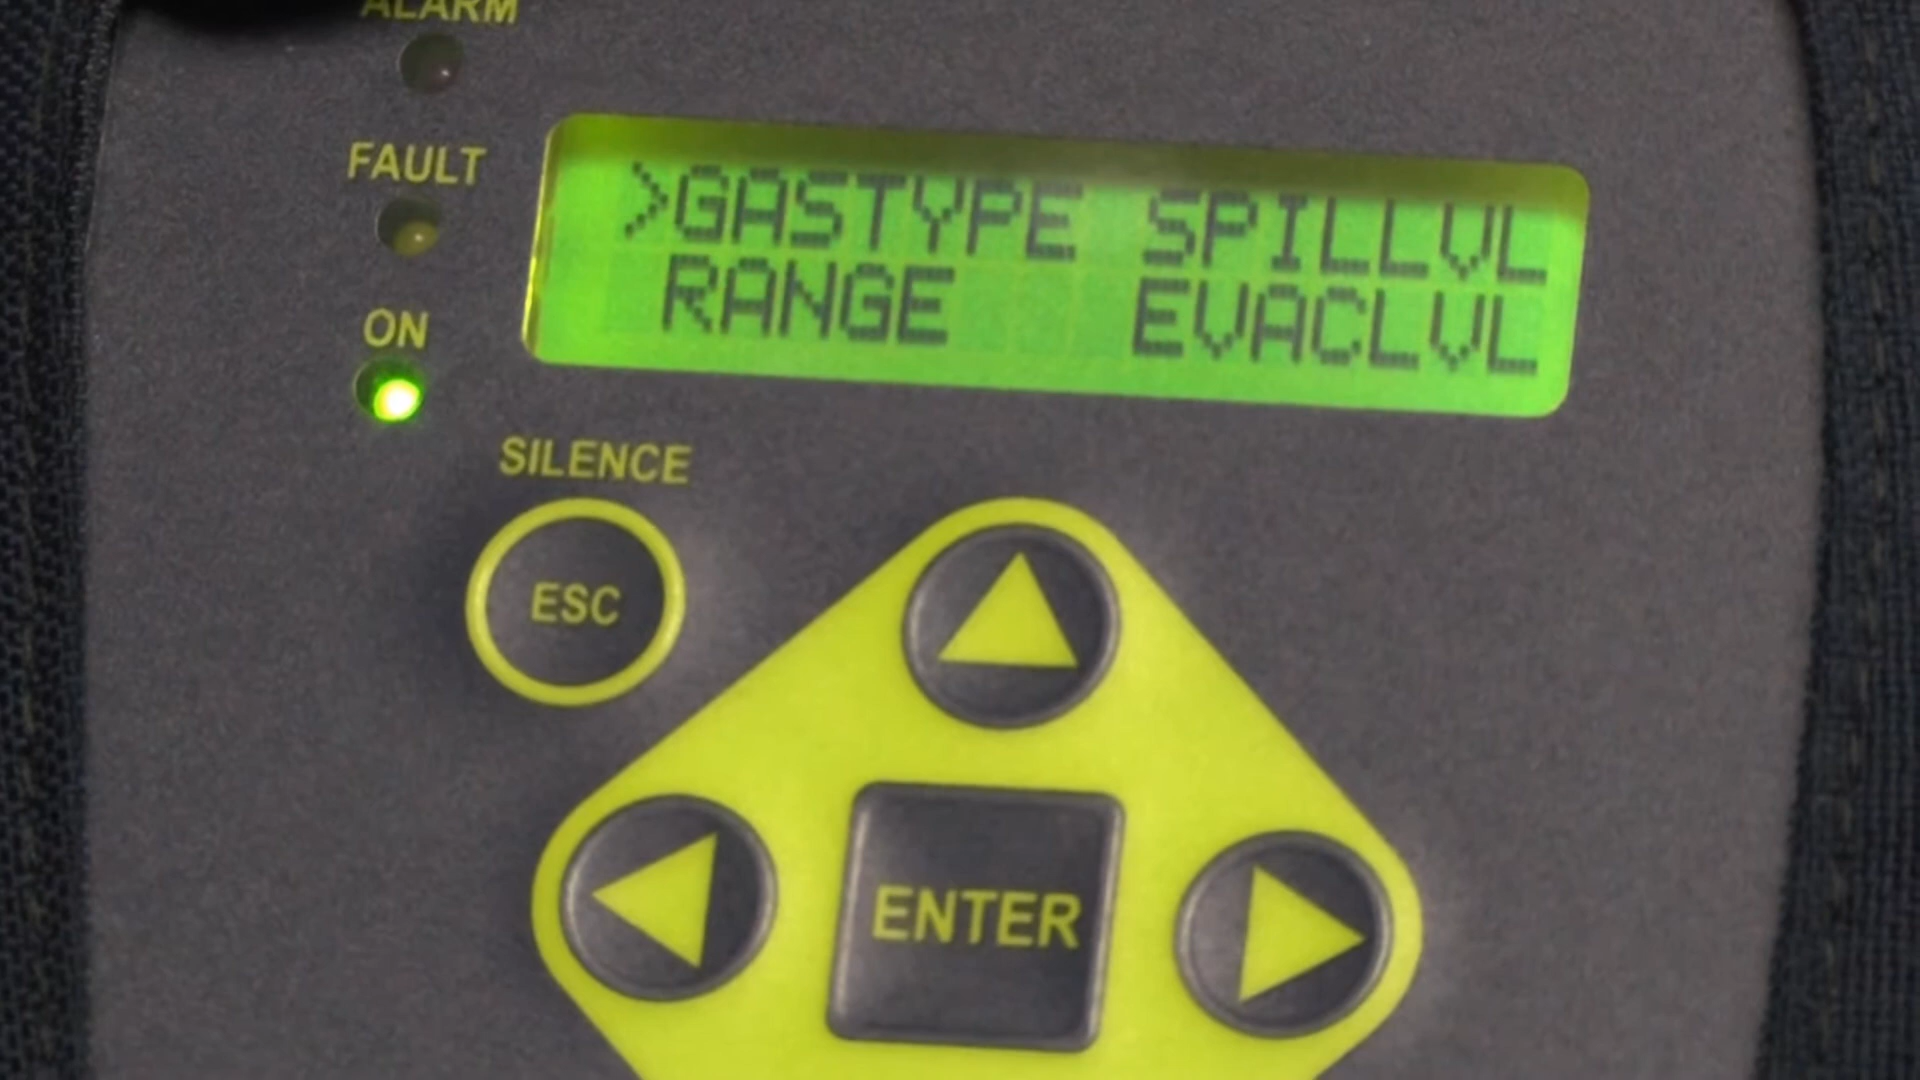 ALARM
FAULT
ON
>GASTYPE SPILLVL
RANGE EVACLVL
SILENCE
ESC
ENTER